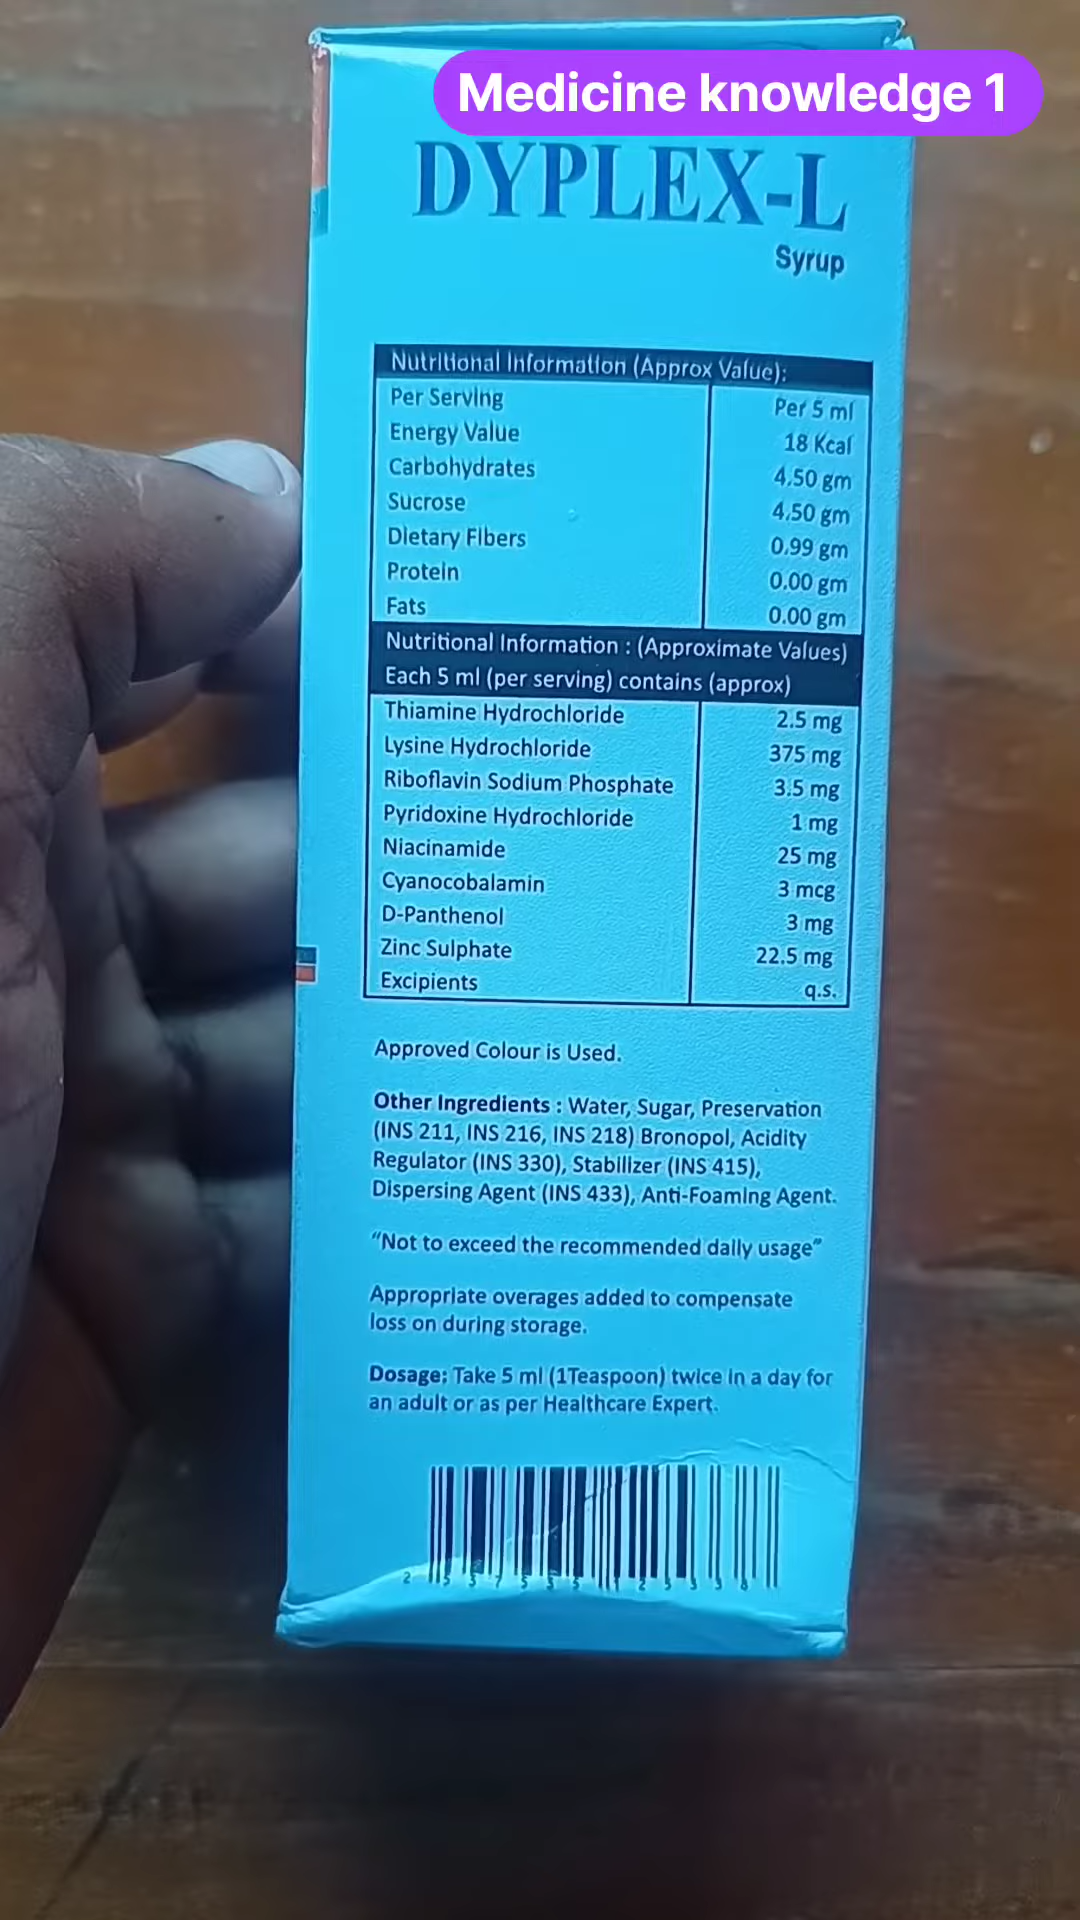 Medicine knowledge 1
DYPLEX-L
Syrup
Nutritional Information (Approx Value):
Per Serving Per 5 ml
Energy Value 18 Kcal
Carbohydrates 4.50 gm
Sucrose 4.50 gm
Dietary Fibers 0.99 gm
Protein 0.00 gm
Fats 0.00 gm
Nutritional Information : (Approximate Values)
Each 5 ml (per serving) contains (approx)
Thiamine Hydrochloride 2.5 mg
Lysine Hydrochloride 375 mg
Riboflavin Sodium Phosphate 3.5 mg
Pyridoxine Hydrochloride 1 mg
Niacinamide 25 mg
Cyanocobalamin 3 mcg
D-Panthenol 3 mg
Zinc Sulphate 22.5 mg
Excipients q.s.
Approved Colour is Used.
Other Ingredients : Water, Sugar, Preservation
(INS 211, INS 216, INS 218) Bronopol, Acidity
Regulator (INS 330), Stabilizer (INS 415),
Dispersing Agent (INS 433), Anti-Foaming Agent.
“Not to exceed the recommended daily usage”
Appropriate overages added to compensate
loss on during storage.
Dosage: Take 5 ml (1Teaspoon) twice in a day for
an adult or as per Healthcare Expert.